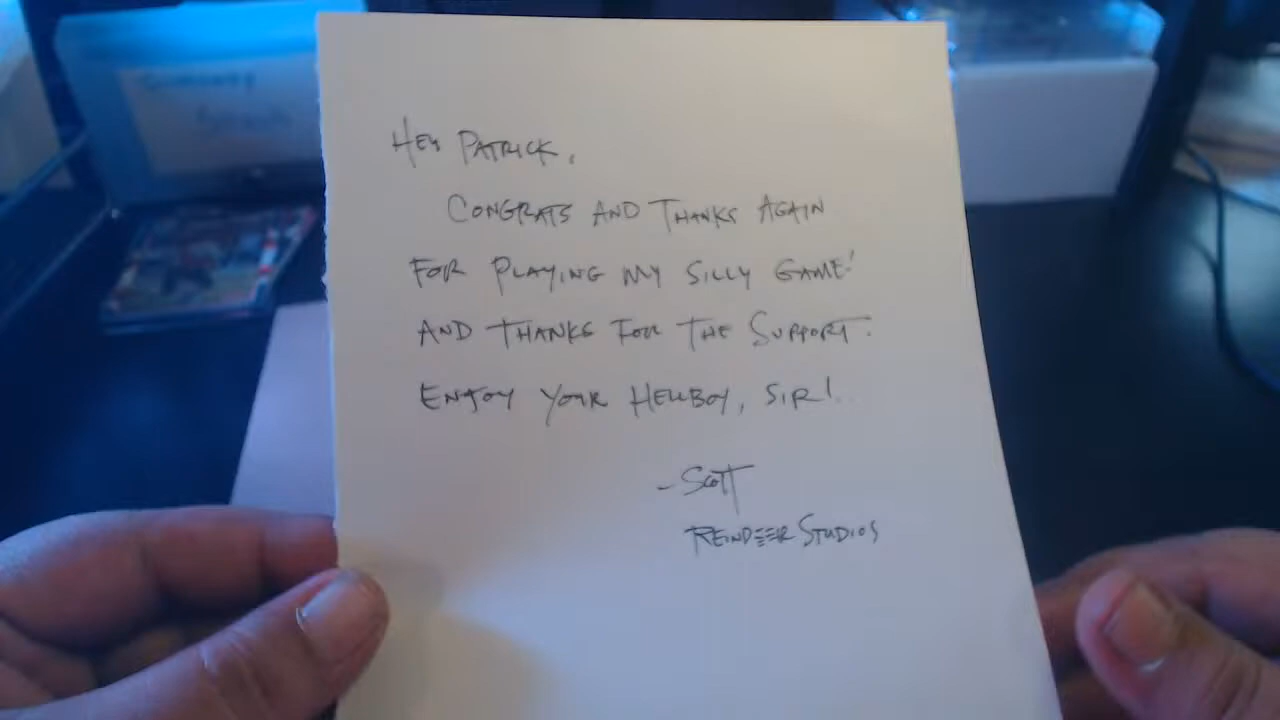 Hey Patrick,
Congrats and Thanks Again
for playing my silly game!
And thanks for the support.
Enjoy your Hellboy, sir!
- Scott
Reindeer Studios